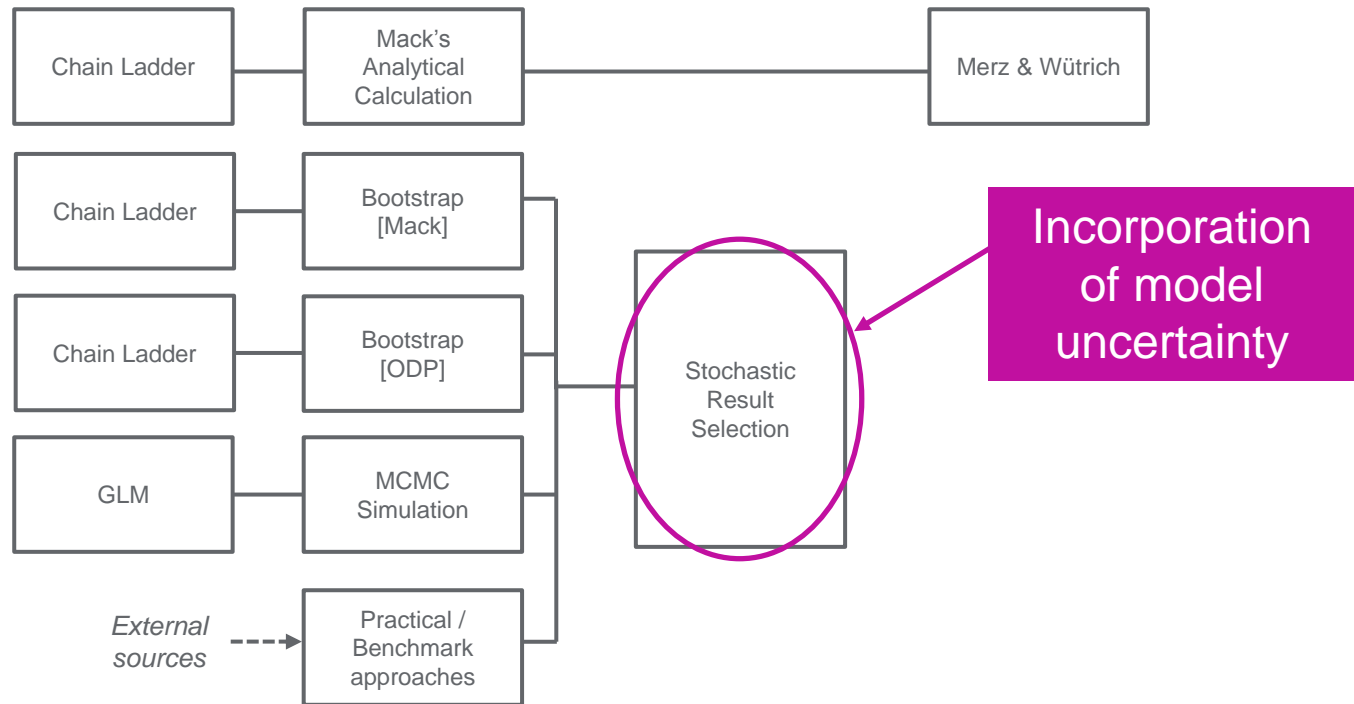 Chain Ladder
Mack's
Analytical
Calculation
Merz & Wütrich
Chain Ladder
Bootstrap
[Mack]
Chain Ladder
Bootstrap
[ODP]
GLM
MCMC
Simulation
External
sources
Practical /
Benchmark
approaches
Stochastic
Result
Selection
Incorporation
of model
uncertainty